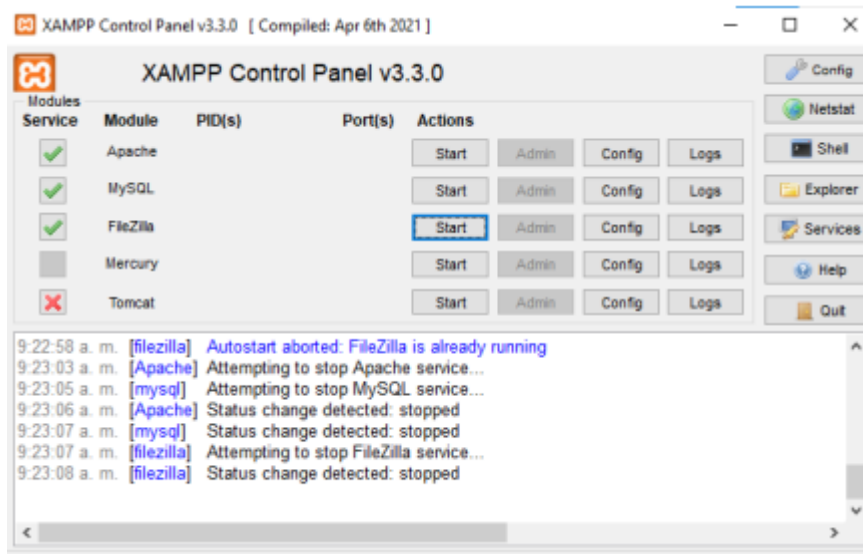 XAMPP Control Panel v3.3.0 [ Compiled: Apr 6th 2021 ]
XAMPP Control Panel v3.3.0
Config
Modules
Service Module PID(s) Port(s) Actions
Netstat
Apache Start Admin Config Logs
Shell
MySQL Start Admin Config Logs
Explorer
FileZilla Start Admin Config Logs
Services
Mercury Start Admin Config Logs
Help
Tomcat Start Admin Config Logs
Quit
9:22:58 a. m. [filezilla] Autostart aborted: FileZilla is already running
9:23:03 a. m. [Apache] Attempting to stop Apache service...
9:23:05 a. m. [mysql] Attempting to stop MySQL service...
9:23:06 a. m. [Apache] Status change detected: stopped
9:23:07 a. m. [mysql] Status change detected: stopped
9:23:07 a. m. [filezilla] Attempting to stop FileZilla service...
9:23:08 a. m. [filezilla] Status change detected: stopped